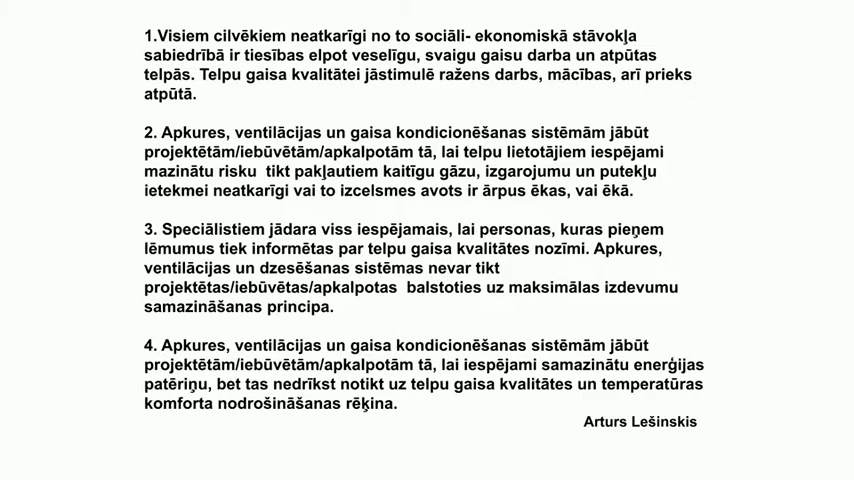 1.Visiem cilvēkiem neatkarīgi no to sociāli- ekonomiskā stāvokļa
sabiedrībā ir tiesības elpot veselīgu, svaigu gaisu darba un atpūtas
telpās. Telpu gaisa kvalitātei jāstimulē ražens darbs, mācības, arī prieks
atpūtā.
2. Apkures, ventilācijas un gaisa kondicionēšanas sistēmām jābūt
projektētām/iebūvētām/apkalpotām tā, lai telpu lietotājiem iespējami
mazinātu risku tikt pakļautiem kaitīgu gāzu, izgarojumu un putekļu
ietekmei neatkarīgi vai to izcelsmes avots ir ārpus ēkas, vai ēkā.
3. Speciālistiem jādara viss iespējamais, lai personas, kuras pieņem
lēmumus tiek informētas par telpu gaisa kvalitātes nozīmi. Apkures,
ventilācijas un dzesēšanas sistēmas nevar tikt
projektētas/iebūvētas/apkalpotas balstoties uz maksimālas izdevumu
samazināšanas principa.
4. Apkures, ventilācijas un gaisa kondicionēšanas sistēmām jābūt
projektētām/iebūvētām/apkalpotām tā, lai iespējami samazinātu enerģijas
patēriņu, bet tas nedrīkst notikt uz telpu gaisa kvalitātes un temperatūras
komforta nodrošināšanas rēķina.
Arturs Lešinskis